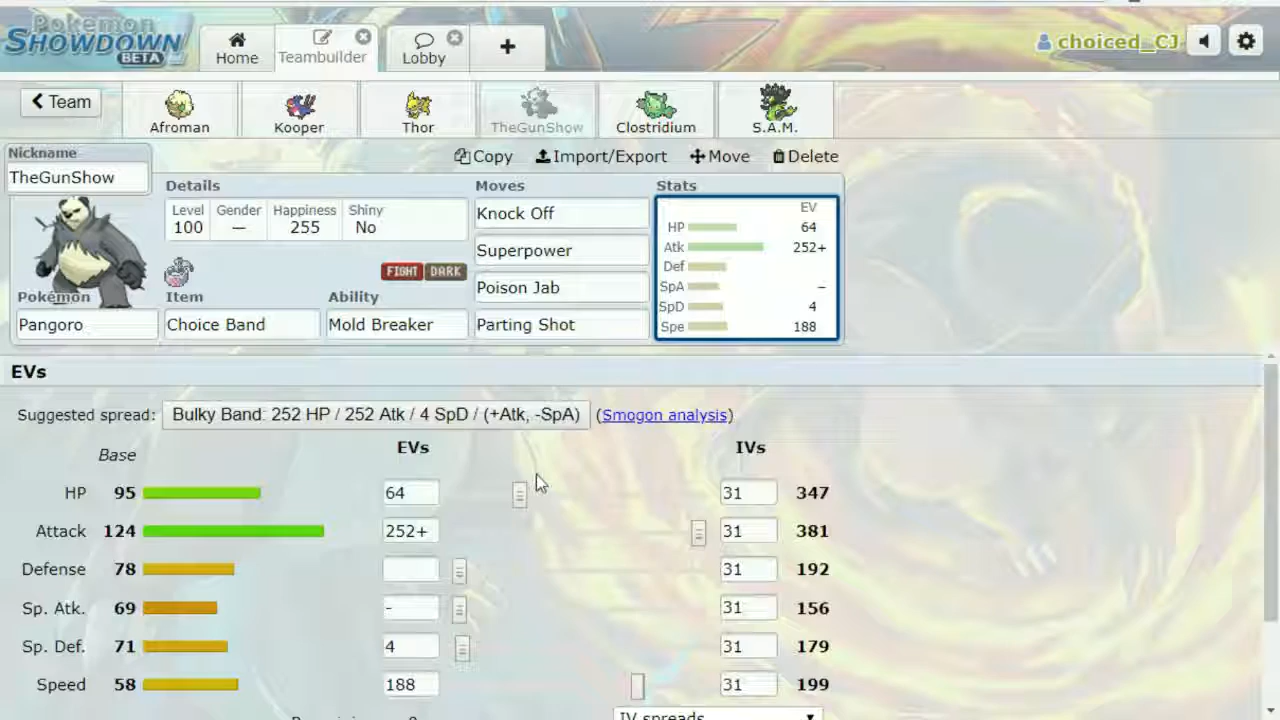 Pokémon
SHOWDOWN
BETA
Home
Teambuilder
Lobby
+
choiced_CJ
Team
Afroman
Kooper
Thor
TheGunShow
Clostridium
S.A.M.
Copy
Import/Export
Move
Delete
Nickname
TheGunShow
Details
Level Gender Happiness Shiny
100 — 255 No
FIGHT DARK
Pokémon
Pangoro
Item
Choice Band
Ability
Mold Breaker
Moves
Knock Off
Superpower
Poison Jab
Parting Shot
Stats
EV
HP 64
Atk 252+
Def
SpA –
SpD 4
Spe 188
EVs
Suggested spread: Bulky Band: 252 HP / 252 Atk / 4 SpD / (+Atk, -SpA) (Smogon analysis)
Base EVs IVs
HP 95 64 31 347
Attack 124 252+ 31 381
Defense 78 31 192
Sp. Atk. 69 - 31 156
Sp. Def. 71 4 31 179
Speed 58 188 31 199
IV spreads